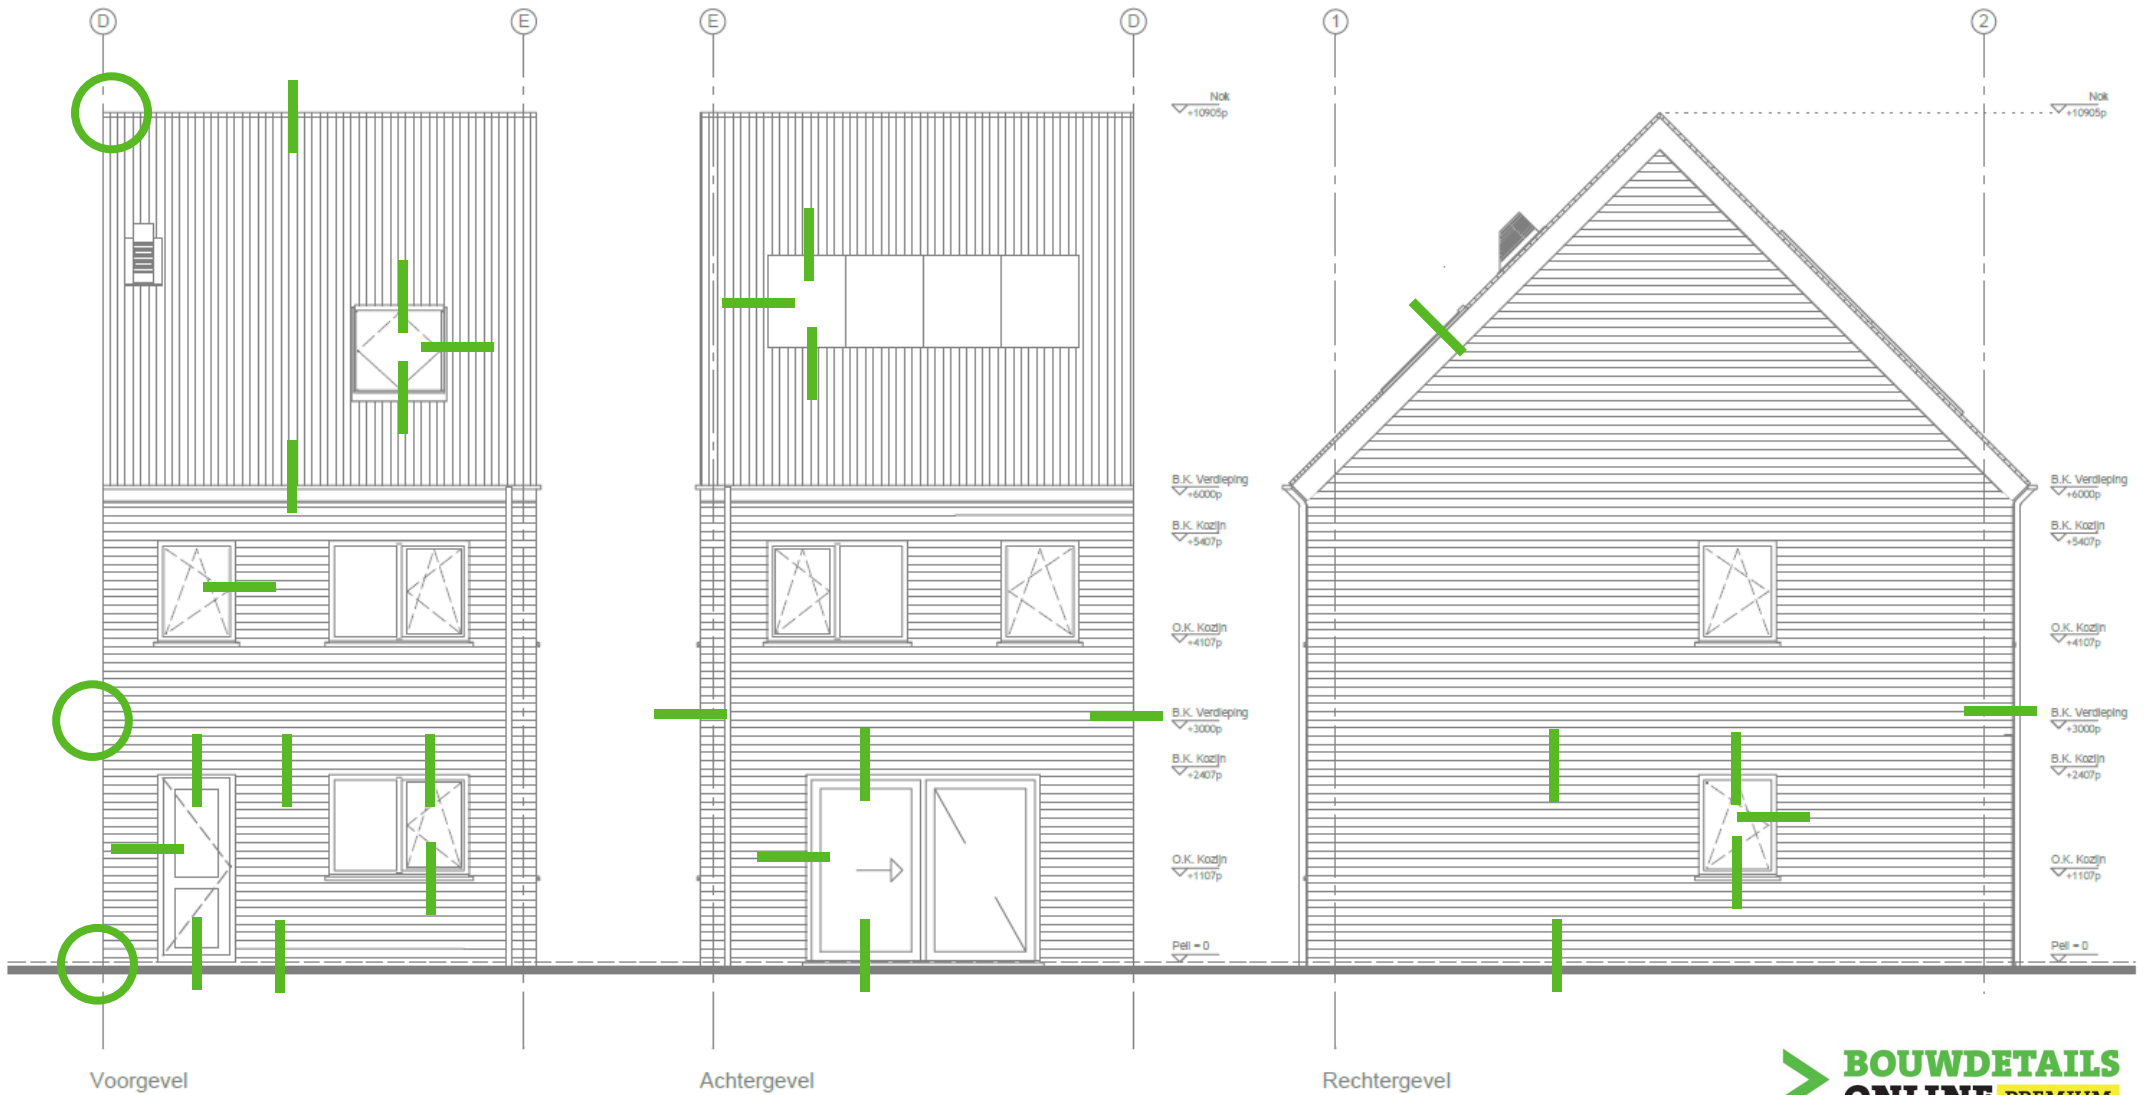 D
E
E
D
1
2
Nok
+10905p
Nok
+10905p
B.K. Verdieping
+6000p
B.K. Verdieping
+6000p
B.K. Kozijn
+5407p
B.K. Kozijn
+5407p
O.K. Kozijn
+4107p
O.K. Kozijn
+4107p
B.K. Verdieping
+3000p
B.K. Verdieping
+3000p
B.K. Kozijn
+2407p
B.K. Kozijn
+2407p
O.K. Kozijn
+1107p
O.K. Kozijn
+1107p
Peil = 0
Peil = 0
Voorgevel
Achtergevel
Rechtergevel
BOUWDETAILS
ONLINE PREMIUM